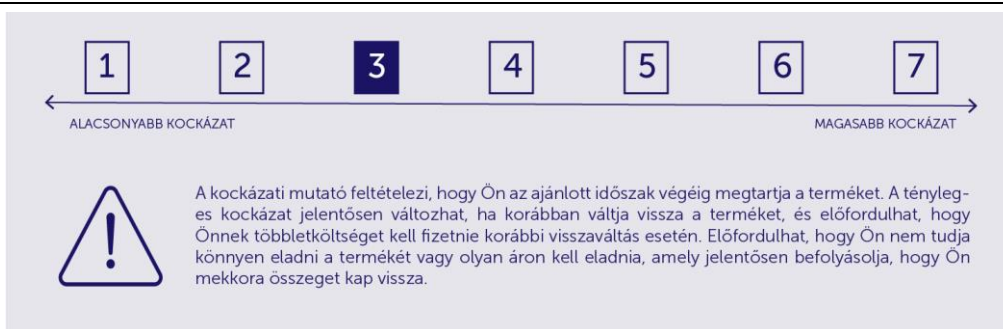 1 2 3 4 5 6 7
ALACSONYABB KOCKÁZAT MAGASABB KOCKÁZAT
A kockázati mutató feltételezi, hogy Ön az ajánlott időszak végéig megtartja a terméket. A tényleg-
es kockázat jelentősen változhat, ha korábban váltja vissza a terméket, és előfordulhat, hogy
Önnek többletköltséget kell fizetnie korábbi visszaváltás esetén. Előfordulhat, hogy Ön nem tudja
könnyen eladni a termékét vagy olyan áron kell eladnia, amely jelentősen befolyásolja, hogy Ön
mekkora összeget kap vissza.